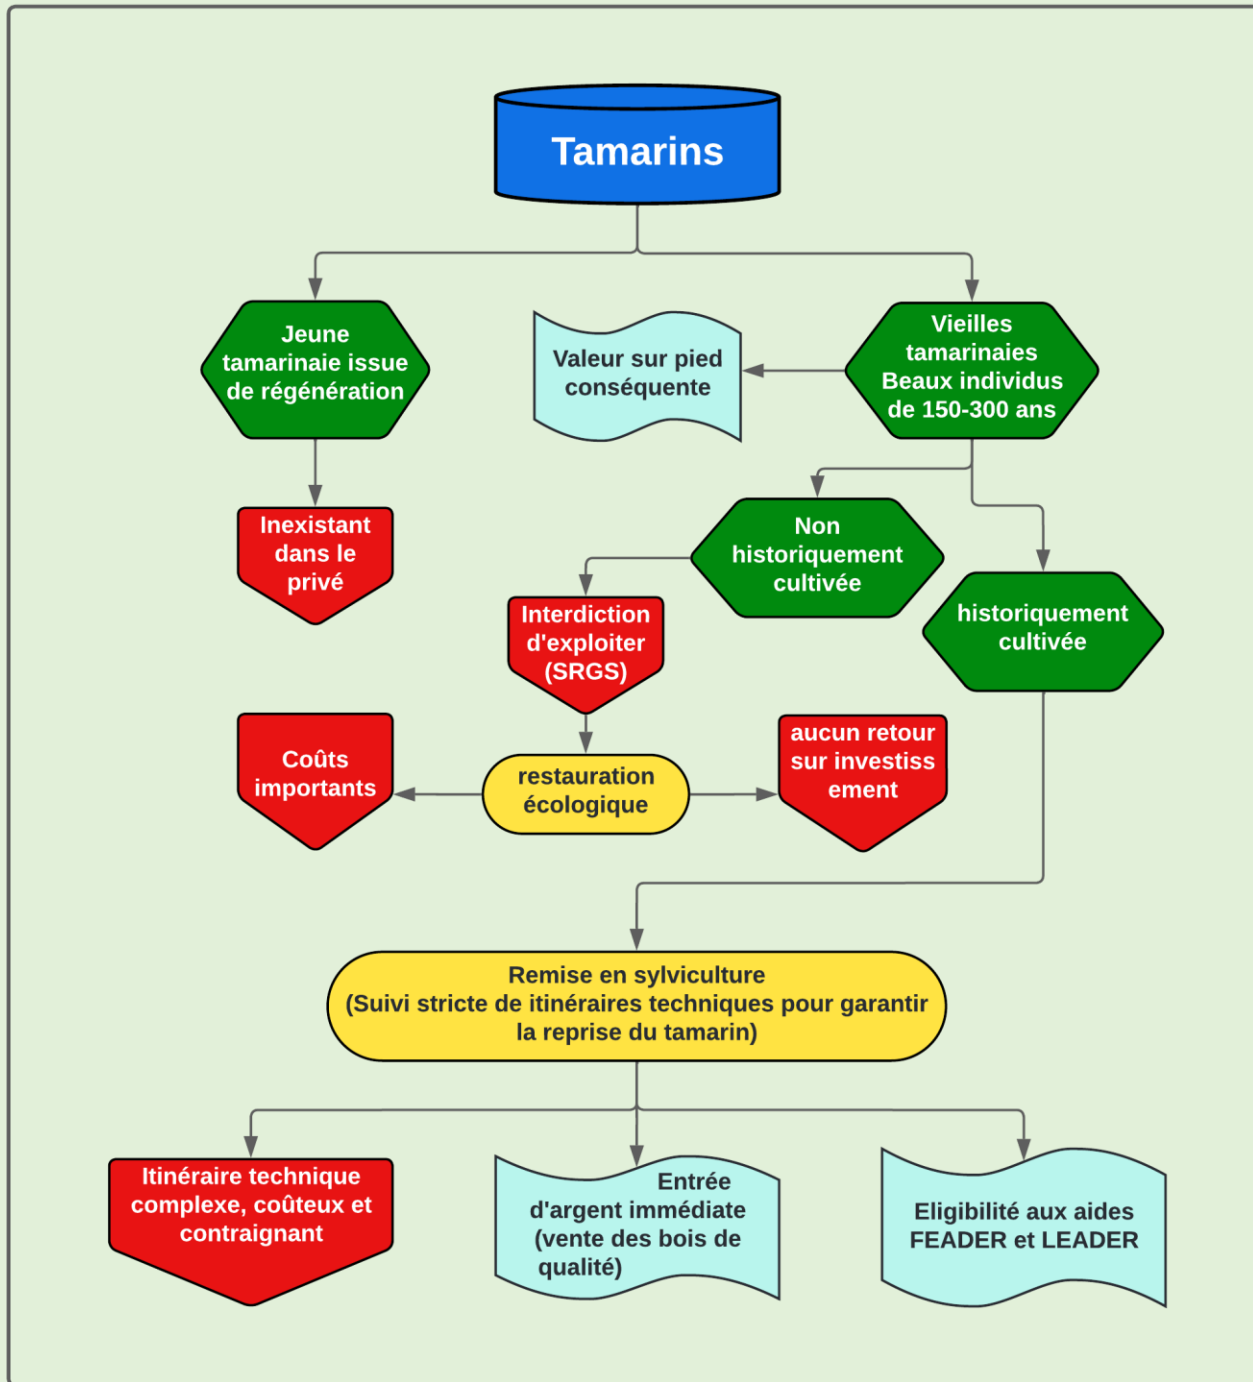 Tamarins
Jeune
tamarinaie issue
de régénération
Valeur sur pied
conséquente
Vieilles
tamarinaies
Beaux individus
de 150-300 ans
Inexistant
dans le
privé
Non
historiquement
cultivée
historiquement
cultivée
Interdiction
d'exploiter
(SRGS)
Coûts
importants
restauration
écologique
aucun retour
sur investiss
ement
Remise en sylviculture
(Suivi stricte de itinéraires techniques pour garantir
la reprise du tamarin)
Itinéraire technique
complexe, coûteux et
contraignant
Entrée
d'argent immédiate
(vente des bois de
qualité)
Eligibilité aux aides
FEADER et LEADER